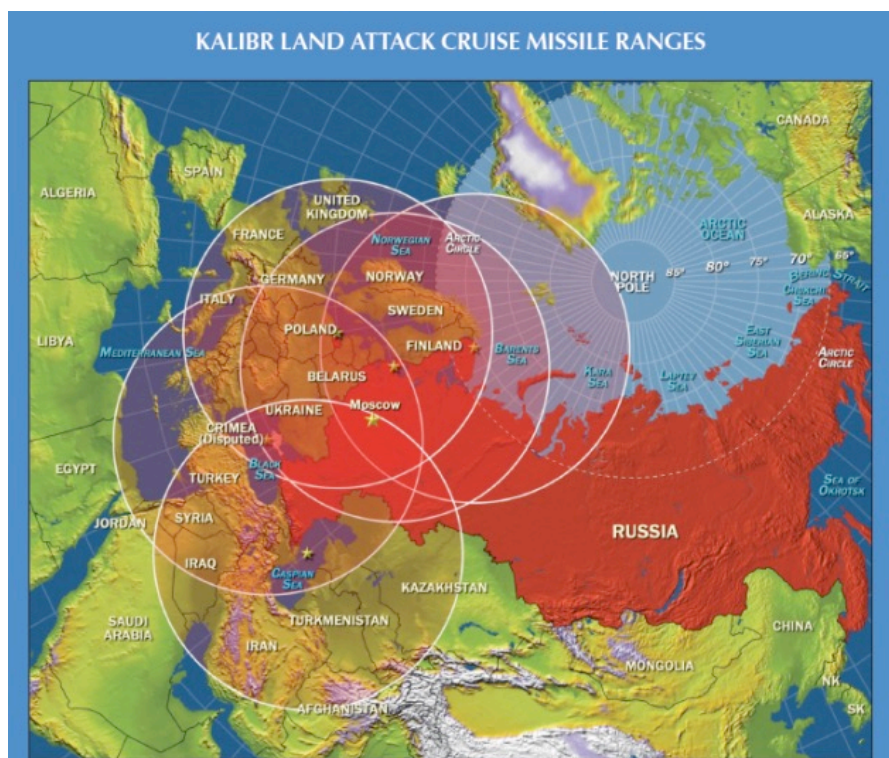 KALIBR LAND ATTACK CRUISE MISSILE RANGES
CANADA
SPAIN
ALGERIA
UNITED
KINGDOM
ALASKA
FRANCE
NORWEGIAN
SEA
ARCTIC
CIRCLE
ARCTIC
OCEAN
GERMANY
NORWAY
NORTH
POLE
85°
80°
75°
70°
65°
BERING STRAIT
CHUKCHI
SEA
ITALY
SWEDEN
POLAND
FINLAND
LIBYA
MEDITERRANEAN SEA
BARENTS
SEA
EAST
SIBERIAN
SEA
ARCTIC
CIRCLE
BELARUS
KARA
SEA
LAPTEV
SEA
UKRAINE
Moscow
CRIMEA
(Disputed)
BLACK
SEA
EGYPT
TURKEY
SEA OF
OKHOTSK
JORDAN
SYRIA
RUSSIA
IRAQ
CASPIAN
SEA
KAZAKHSTAN
SAUDI
ARABIA
TURKMENISTAN
CHINA
IRAN
MONGOLIA
NK
AFGHANISTAN
SK